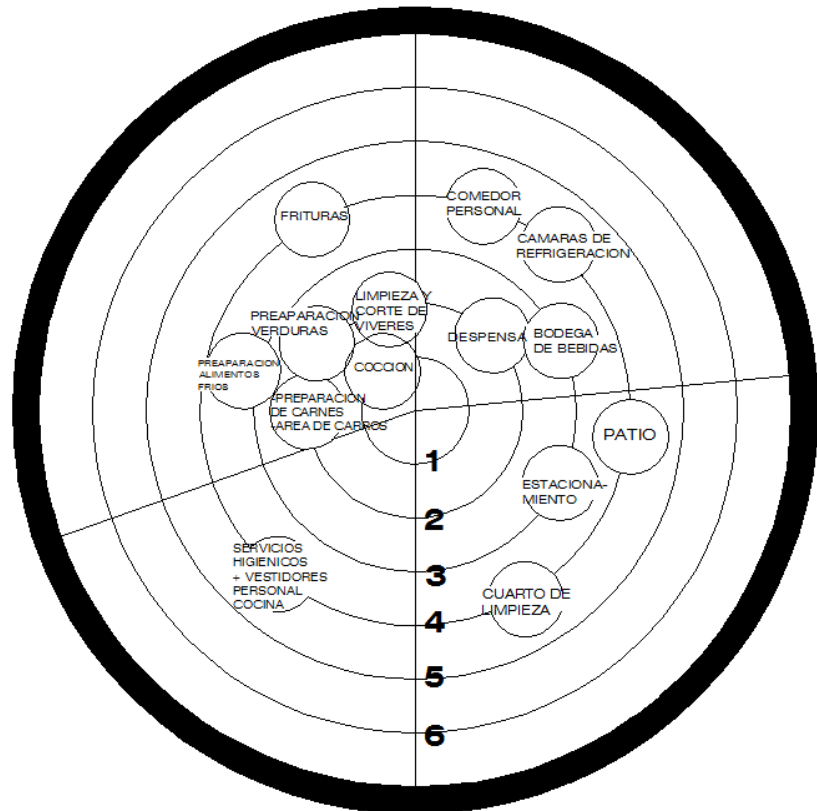 COMEDOR
PERSONAL
FRITURAS
CAMARAS DE
REFRIGERACION
LIMPIEZA Y
CORTE DE
VIVERES
PREAPARACION
VERDURAS
DESPENSA
BODEGA
DE BEBIDAS
PREAPARACION
ALIMENTOS
FRIOS
COCCION
-PREPARACION
DE CARNES
-AREA DE CARROS
PATIO
1
ESTACIONA-
MIENTO
2
SERVICIOS
HIGIENICOS
+ VESTIDORES
PERSONAL
COCINA
3
CUARTO DE
LIMPIEZA
4
5
6